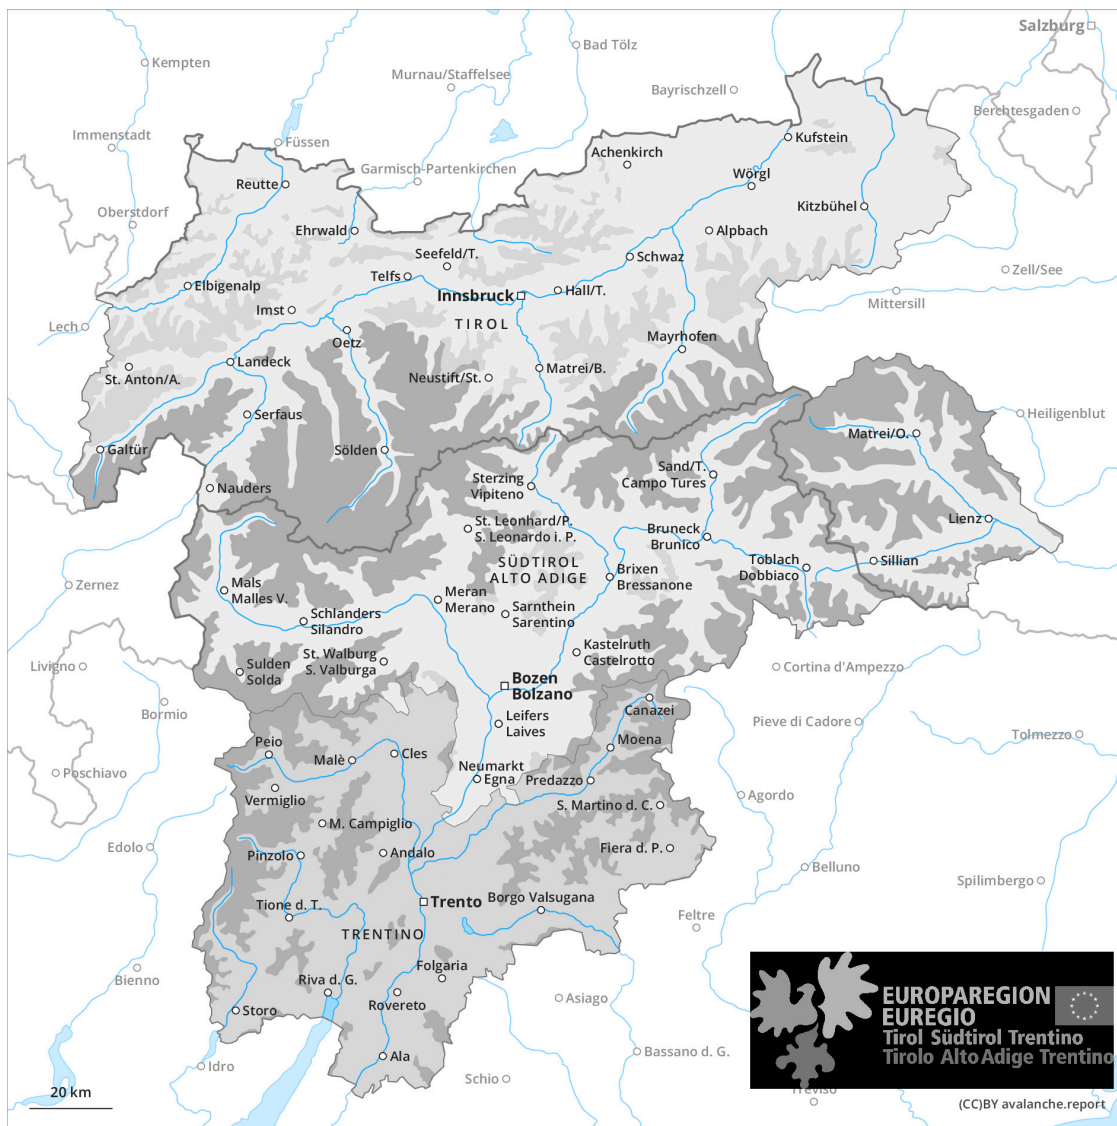 Salzburg
Kempten
Bad Tölz
Murnau/Staffelsee
Bayrischzell
Berchtesgaden
Immenstadt
Füssen
Kufstein
Achenkirch
Garmisch-Partenkirchen
Wörgl
Reutte
Kitzbühel
Oberstdorf
Ehrwald
Alpbach
Seefeld/T.
Schwaz
Zell/See
Telfs
Elbigenalp
Hall/T.
Innsbruck
Mittersill
Imst
TIROL
Lech
Oetz
Mayrhofen
Landeck
Matrei/B.
St. Anton/A.
Neustift/St.
Serfaus
Heiligenblut
Matrei/O.
Galtür
Sölden
Sand/T.
Campo Tures
Sterzing
Vipiteno
Nauders
Lienz
St. Leonhard/P.
S. Leonardo i. P.
Bruneck
Brunico
SÜDTIROL
ALTO ADIGE
Toblach
Dobbiaco
Sillian
Brixen
Bressanone
Zernez
Mals
Malles V.
Meran
Merano
Schlanders
Silandro
Sarnthein
Sarentino
Kastelruth
Castelrotto
St. Walburg
S. Valburga
Livigno
Sulden
Solda
Cortina d'Ampezzo
Bozen
Bolzano
Bormio
Canazei
Leifers
Laives
Pieve di Cadore
Tolmezzo
Peio
Moena
Cles
Malè
Poschiavo
Neumarkt
Egna
Predazzo
Vermiglio
Agordo
S. Martino d. C.
M. Campiglio
Edolo
Pinzolo
Andalo
Fiera d. P.
Belluno
Spilimbergo
Borgo Valsugana
Trento
Tione d. T.
Feltre
TRENTINO
Bienno
Folgaria
Riva d. G.
Rovereto
Asiago
Storo
EUROPAREGION
EUREGIO
Tirol Südtirol Trentino
Tirolo Alto Adige Trentino
Ala
Bassano d. G.
Idro
Schio
Treviso
20 km
(CC)BY avalanche.report